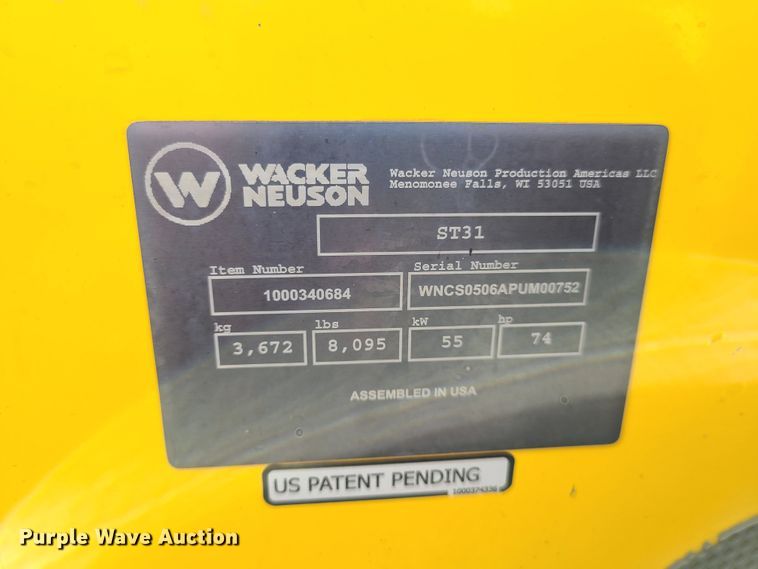 W
WACKER
NEUSON
Wacker Neuson Production Americas LLC
Menomonee Falls, WI 53051 USA
ST31
Item Number
Serial Number
1000340684
WNCS0506APUM00752
kg
lbs
kW
hp
3,672
8,095
55
74
ASSEMBLED IN USA
US PATENT PENDING
1000374336
Purple Wave Auction